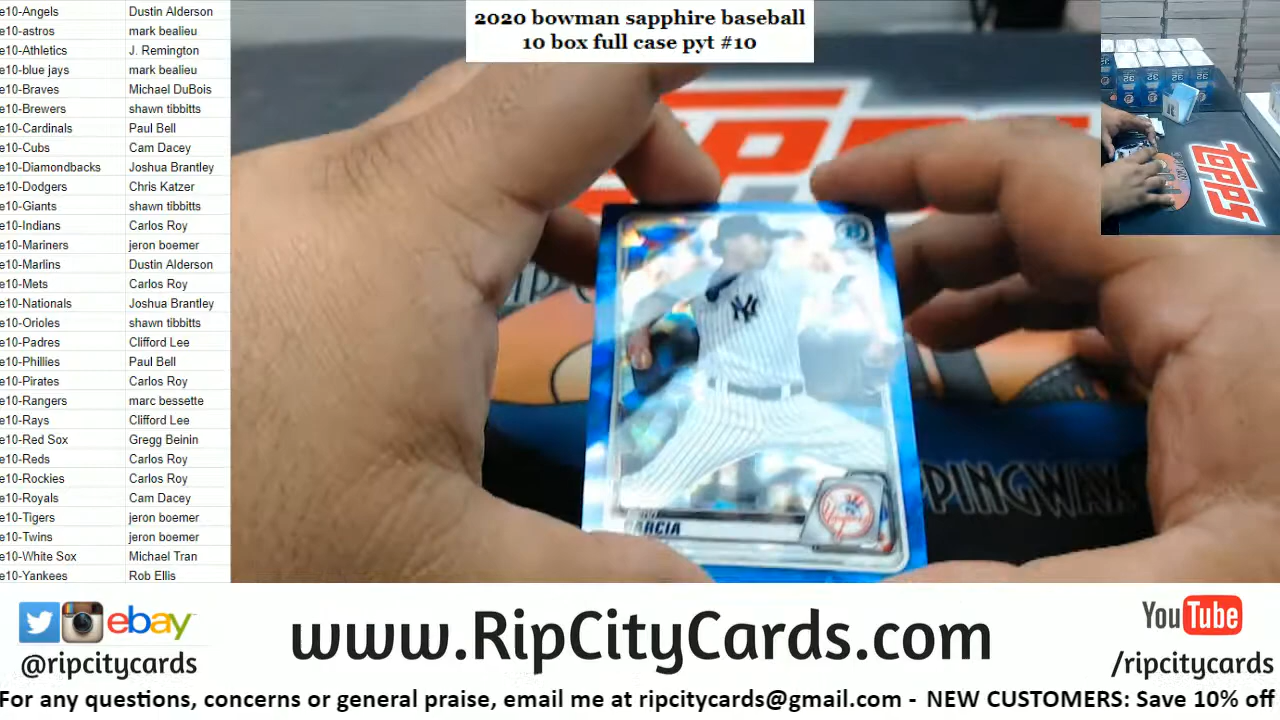 2020 bowman sapphire baseball
10 box full case pyt #10
e10-Angels Dustin Alderson
e10-astros mark bealieu
e10-Athletics J. Remington
e10-blue jays mark bealieu
e10-Braves Michael DuBois
e10-Brewers shawn tibbitts
e10-Cardinals Paul Bell
e10-Cubs Cam Dacey
e10-Diamondbacks Joshua Brantley
e10-Dodgers Chris Katzer
e10-Giants shawn tibbitts
e10-Indians Carlos Roy
e10-Mariners jeron boemer
e10-Marlins Dustin Alderson
e10-Mets Carlos Roy
e10-Nationals Joshua Brantley
e10-Orioles shawn tibbitts
e10-Padres Clifford Lee
e10-Phillies Paul Bell
e10-Pirates Carlos Roy
e10-Rangers marc bessette
e10-Rays Clifford Lee
e10-Red Sox Gregg Beinin
e10-Reds Carlos Roy
e10-Rockies Carlos Roy
e10-Royals Cam Dacey
e10-Tigers jeron boemer
e10-Twins jeron boemer
e10-White Sox Michael Tran
e10-Yankees Rob Ellis
topps
B
NY
GARCIA
PINGWAX
ebay
@ripcitycards
www.RipCityCards.com
YouTube
/ripcitycards
For any questions, concerns or general praise, email me at ripcitycards@gmail.com - NEW CUSTOMERS: Save 10% off